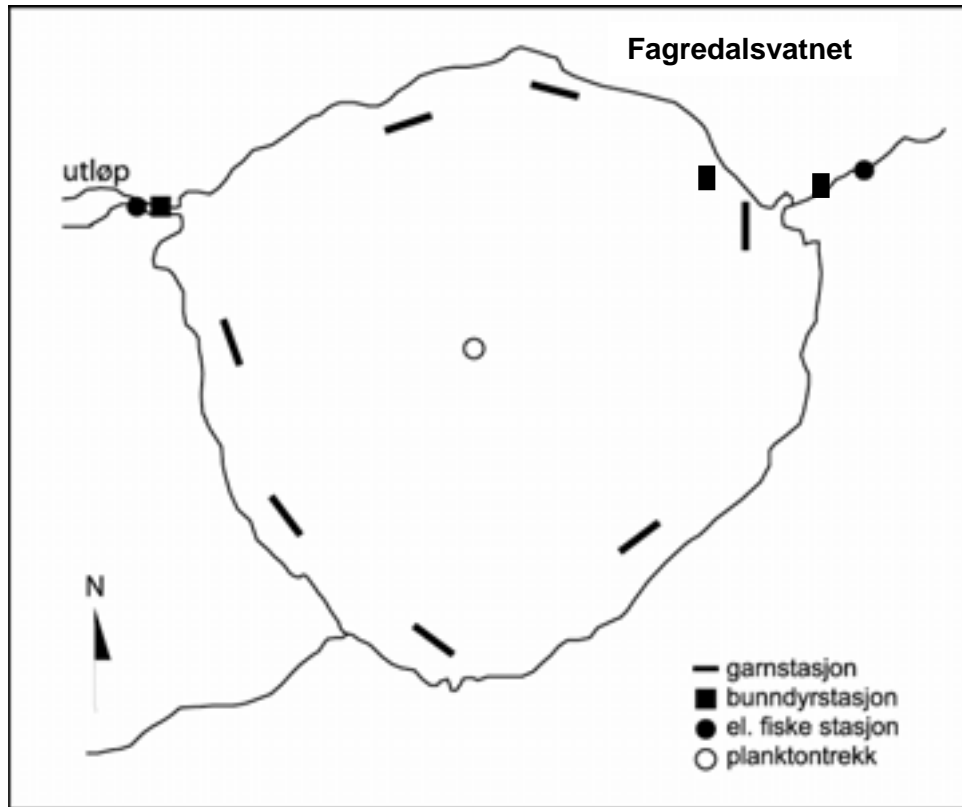 Fagredalsvatnet
utløp
N
garnstasjon
bunndyrstasjon
el. fiske stasjon
planktontrekk